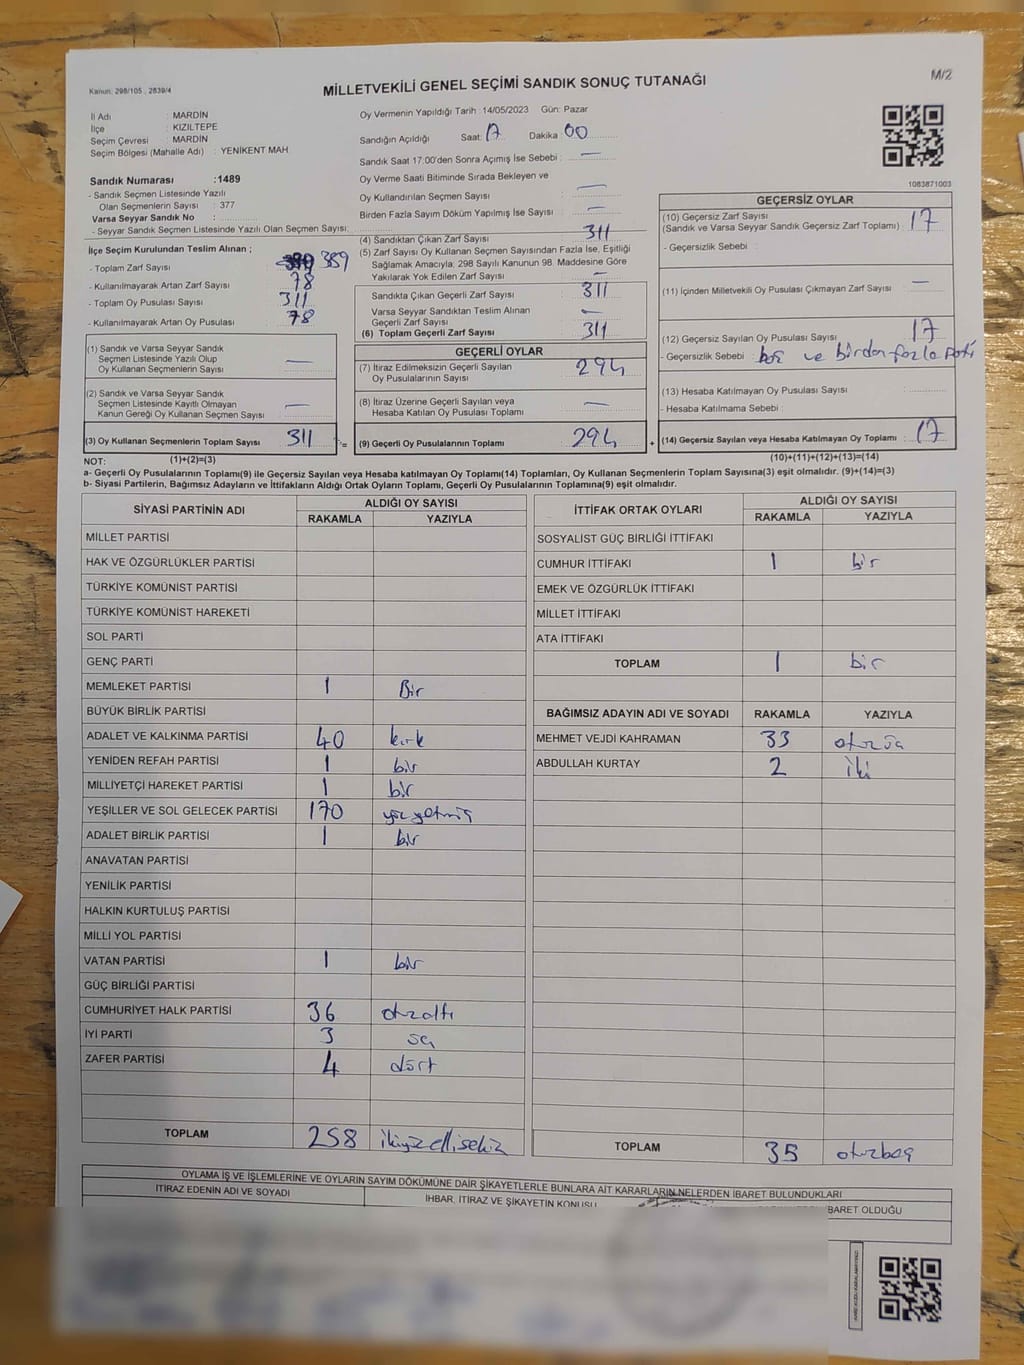 M/2
Kanun: 298/105 , 2839/4
MİLLETVEKİLİ GENEL SEÇİMİ SANDIK SONUÇ TUTANAĞI
İl Adı : MARDİN
İlçe : KIZILTEPE
Seçim Çevresi : MARDİN
Seçim Bölgesi (Mahalle Adı) : YENİKENT MAH.
Sandık Numarası :1489
- Sandık Seçmen Listesinde Yazılı
Olan Seçmenlerin Sayısı : 377
Varsa Seyyar Sandık No :
- Seyyar Sandık Seçmen Listesinde Yazılı Olan Seçmen Sayısı:
Oy Vermenin Yapıldığı Tarih : 14/05/2023 Gün: Pazar
Sandığın Açıldığı Saat: 17 Dakika 00
Sandık Saat 17:00'den Sonra Açımış İse Sebebi : —
Oy Verme Saati Bitiminde Sırada Bekleyen ve
Oy Kullandırılan Seçmen Sayısı : —
Birden Fazla Sayım Döküm Yapılmış İse Sayısı : —
1083871003
İlçe Seçim Kurulundan Teslim Alınan ;
- Toplam Zarf Sayısı : 389
- Kullanılmayarak Artan Zarf Sayısı : 78
- Toplam Oy Pusulası Sayısı : 311
- Kullanılmayarak Artan Oy Pusulası : 78
(1) Sandık ve Varsa Seyyar Sandık
Seçmen Listesinde Yazılı Olup
Oy Kullanan Seçmenlerin Sayısı : —
(2) Sandık ve Varsa Seyyar Sandık
Seçmen Listesinde Kayıtlı Olmayan
Kanun Gereği Oy Kullanan Seçmen Sayısı : —
(3) Oy Kullanan Seçmenlerin Toplam Sayısı : 311 =
(1)+(2)=(3)
(4) Sandıktan Çıkan Zarf Sayısı : 311
(5) Zarf Sayısı Oy Kullanan Seçmen Sayısından Fazla İse, Eşitliği
Sağlamak Amacıyla, 298 Sayılı Kanunun 98. Maddesine Göre
Yakılarak Yok Edilen Zarf Sayısı : —
Sandıkta Çıkan Geçerli Zarf Sayısı : 311
Varsa Seyyar Sandıktan Teslim Alınan
Geçerli Zarf Sayısı : —
(6) Toplam Geçerli Zarf Sayısı : 311
GEÇERLİ OYLAR
(7) İtiraz Edilmeksizin Geçerli Sayılan
Oy Pusulalarının Sayısı : 294
(8) İtiraz Üzerine Geçerli Sayılan veya
Hesaba Katılan Oy Pusulası Toplamı : —
(9) Geçerli Oy Pusulalarının Toplamı : 294 +
GEÇERSİZ OYLAR
(10) Geçersiz Zarf Sayısı
(Sandık ve Varsa Seyyar Sandık Geçersiz Zarf Toplamı) : 17
- Geçersizlik Sebebi :
(11) İçinden Milletvekili Oy Pusulası Çıkmayan Zarf Sayısı : —
(12) Geçersiz Sayılan Oy Pusulası Sayısı : 17
- Geçersizlik Sebebi : boş ve birden fazla parti
(13) Hesaba Katılmayan Oy Pusulası Sayısı :
- Hesaba Katılmama Sebebi :
(14) Geçersiz Sayılan veya Hesaba Katılmayan Oy Toplamı : 17
(10)+(11)+(12)+(13)=(14)
NOT:
a- Geçerli Oy Pusulalarının Toplamı(9) ile Geçersiz Sayılan veya Hesaba katılmayan Oy Toplamı(14) Toplamları, Oy Kullanan Seçmenlerin Toplam Sayısına(3) eşit olmalıdır. (9)+(14)=(3)
b- Siyasi Partilerin, Bağımsız Adayların ve İttifakların Aldığı Ortak Oyların Toplamı, Geçerli Oy Pusulalarının Toplamına(9) eşit olmalıdır.
SİYASİ PARTİNİN ADI ALDIĞI OY SAYISI
RAKAMLA YAZIYLA
MİLLET PARTİSİ
HAK VE ÖZGÜRLÜKLER PARTİSİ
TÜRKİYE KOMÜNİST PARTİSİ
TÜRKİYE KOMÜNİST HAREKETİ
SOL PARTİ
GENÇ PARTİ
MEMLEKET PARTİSİ 1 Bir
BÜYÜK BİRLİK PARTİSİ
ADALET VE KALKINMA PARTİSİ 40 kırk
YENİDEN REFAH PARTİSİ 1 bir
MİLLİYETÇİ HAREKET PARTİSİ 1 bir
YEŞİLLER VE SOL GELECEK PARTİSİ 170 yüz yetmiş
ADALET BİRLİK PARTİSİ 1 bir
ANAVATAN PARTİSİ
YENİLİK PARTİSİ
HALKIN KURTULUŞ PARTİSİ
MİLLİ YOL PARTİSİ
VATAN PARTİSİ 1 bir
GÜÇ BİRLİĞİ PARTİSİ
CUMHURİYET HALK PARTİSİ 36 otuzaltı
İYİ PARTİ 3 üç
ZAFER PARTİSİ 4 dört
TOPLAM 258 ikiyüzellisekiz
İTTİFAK ORTAK OYLARI ALDIĞI OY SAYISI
RAKAMLA YAZIYLA
SOSYALİST GÜÇ BİRLİĞİ İTTİFAKI
CUMHUR İTTİFAKI 1 bir
EMEK VE ÖZGÜRLÜK İTTİFAKI
MİLLET İTTİFAKI
ATA İTTİFAKI
TOPLAM 1 bir
BAĞIMSIZ ADAYIN ADI VE SOYADI RAKAMLA YAZIYLA
MEHMET VEJDİ KAHRAMAN 33 otuzüç
ABDULLAH KURTAY 2 iki
TOPLAM 35 otuzbeş
OYLAMA İŞ VE İŞLEMLERİNE VE OYLARIN SAYIM DÖKÜMÜNE DAİR ŞİKAYETLERLE BUNLARA AİT KARARLARIN NELERDEN İBARET BULUNDUKLARI
İTİRAZ EDENİN ADI VE SOYADI
İHBAR, İTİRAZ VE ŞİKAYETİN KONUSU
İBARET OLDUĞU